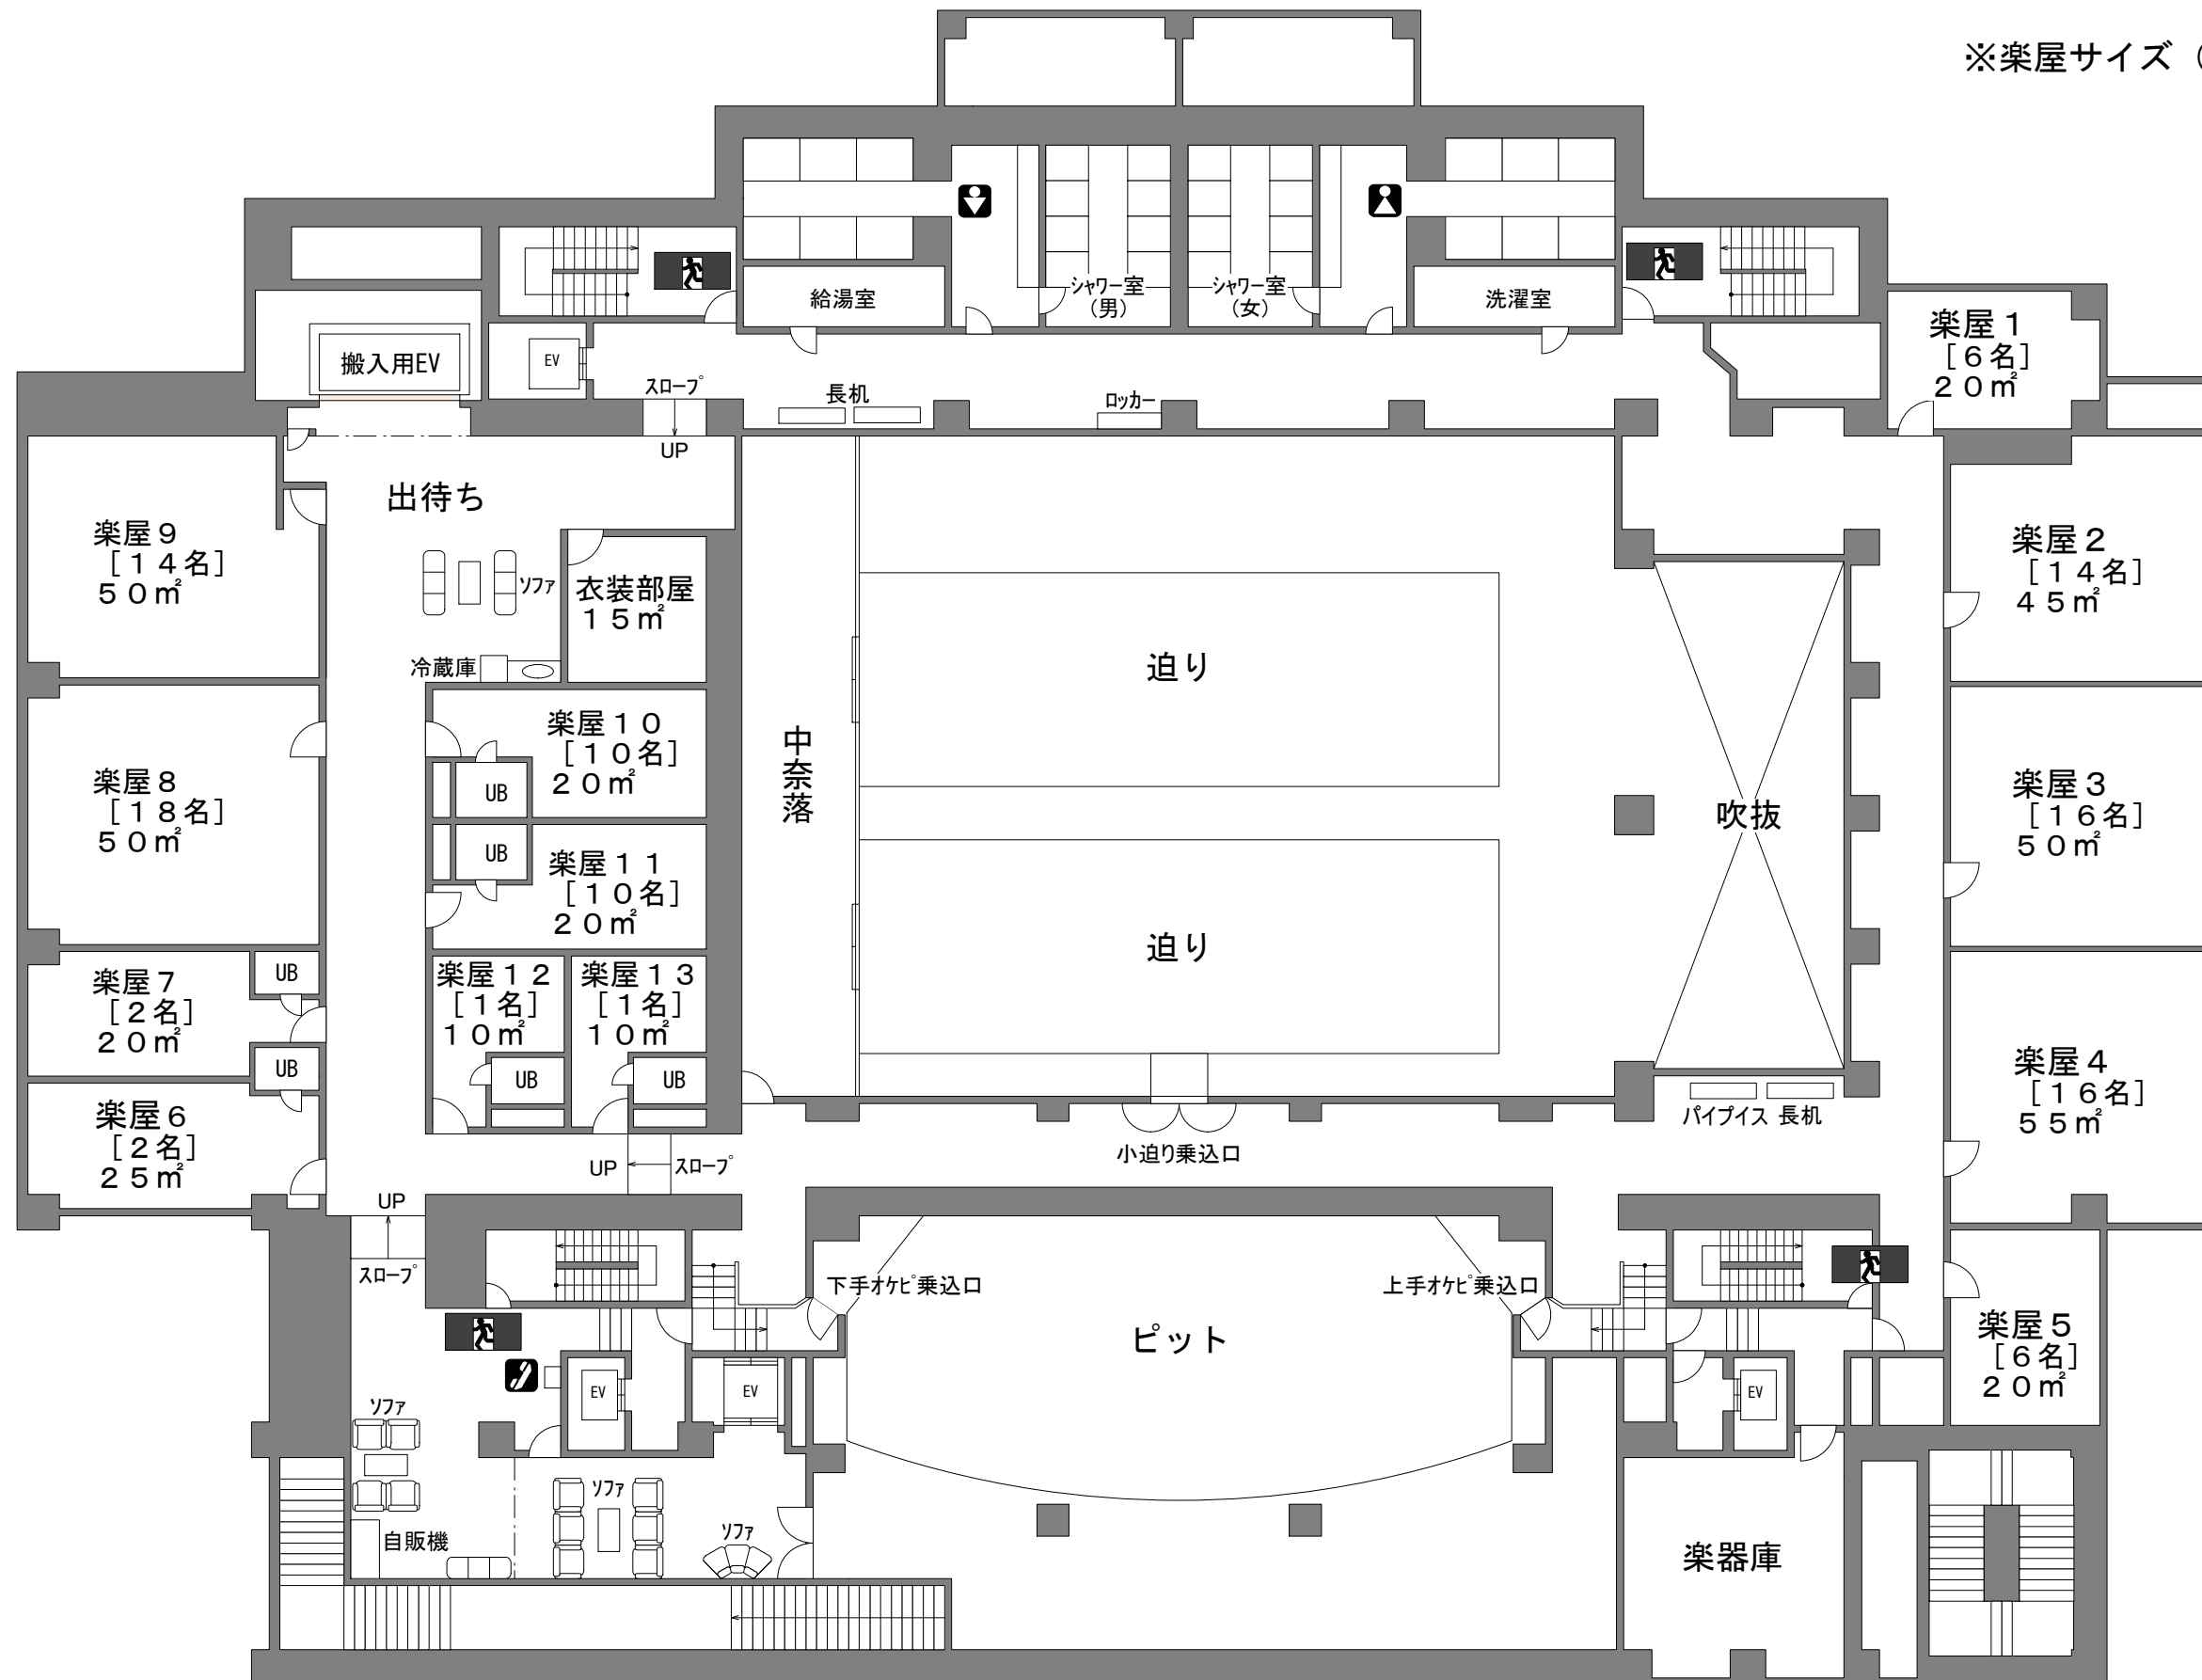 ※楽屋サイズ（
シャワー室
（男）
シャワー室
（女）
給湯室
洗濯室
楽屋１
［６名］
２０㎡
搬入用EV
EV
スロープ
UP
長机
ロッカー
出待ち
楽屋９
［１４名］
５０㎡
ソファ
衣装部屋
１５㎡
冷蔵庫
迫り
楽屋２
［１４名］
４５㎡
楽屋１０
［１０名］
２０㎡
UB
中奈落
楽屋８
［１８名］
５０㎡
吹抜
楽屋３
［１６名］
５０㎡
UB
楽屋１１
［１０名］
２０㎡
迫り
楽屋７
［２名］
２０㎡
UB
楽屋１２
［１名］
１０㎡
UB
楽屋１３
［１名］
１０㎡
UB
UB
楽屋６
［２名］
２５㎡
楽屋４
［１６名］
５５㎡
パイプイス
長机
小迫り乗込口
UP
スロープ
UP
スロープ
下手オケピ乗込口
上手オケピ乗込口
ピット
楽屋５
［６名］
２０㎡
EV
EV
EV
ソファ
ソファ
ソファ
自販機
楽器庫